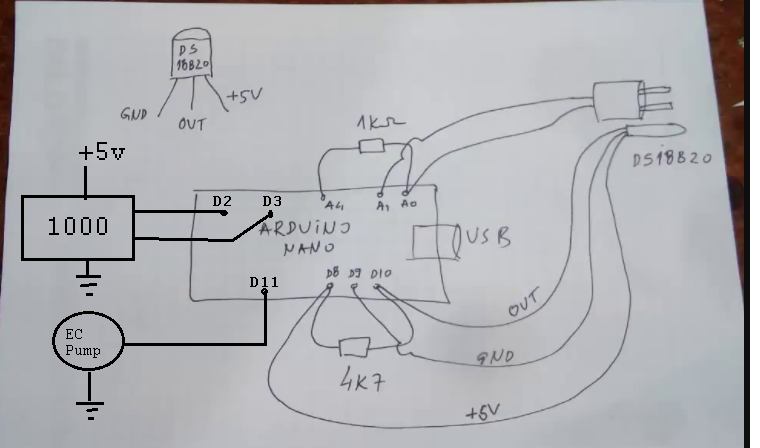 DS
18B20
GND
OUT
+5V
1KΩ
DS18B20
+5v
1000
D2
D3
A4
A1
A0
ARDUINO
NANO
USB
D8
D9
D10
D11
EC
Pump
4K7
OUT
GND
+5V